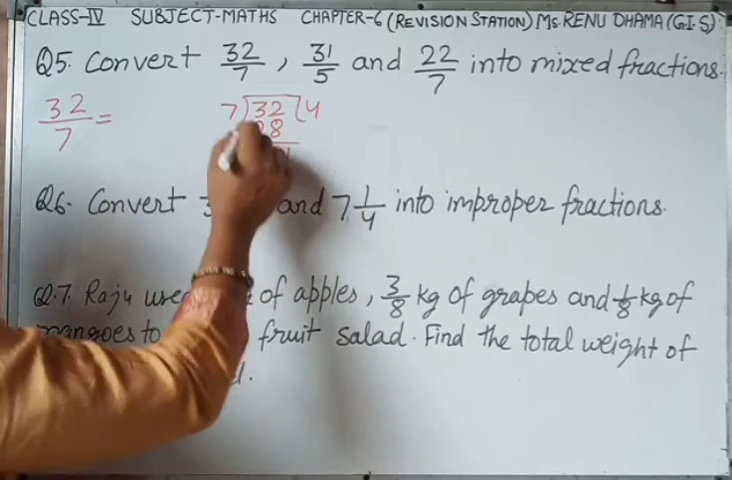 CLASS-IV SUBJECT-MATHS CHAPTER-6 (REVISION STATION) Ms. RENU DHAMA (G.I.S)
Q5. Convert 32/7, 31/5 and 22/7 into mixed fractions.
32/7 = 7)32(4
28
Q6. Convert and 7 1/4 into improper fractions.
Q.7. Raju of apples, 3/8 kg of grapes and 1/8 kg of
mangoes to fruit salad. Find the total weight of